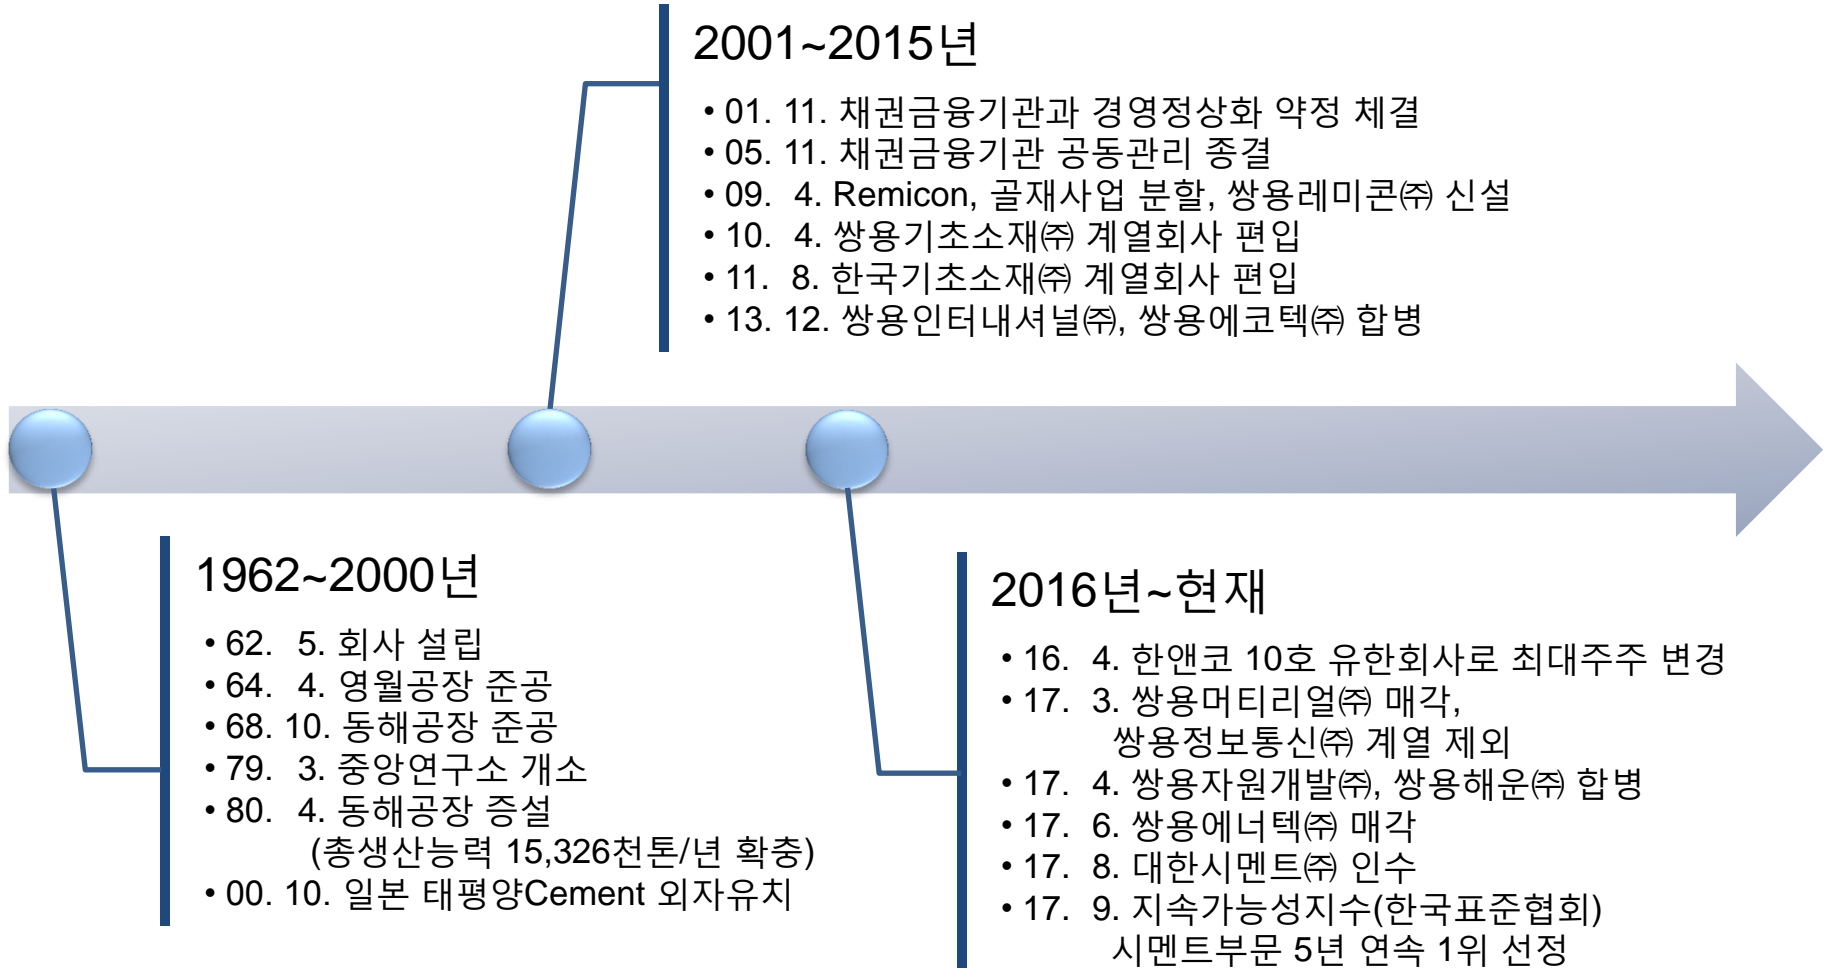 2001~2015년
• 01. 11. 채권금융기관과 경영정상화 약정 체결
• 05. 11. 채권금융기관 공동관리 종결
• 09. 4. Remicon, 골재사업 분할, 쌍용레미콘㈜ 신설
• 10. 4. 쌍용기초소재㈜ 계열회사 편입
• 11. 8. 한국기초소재㈜ 계열회사 편입
• 13. 12. 쌍용인터내셔널㈜, 쌍용에코텍㈜ 합병
1962~2000년
• 62. 5. 회사 설립
• 64. 4. 영월공장 준공
• 68. 10. 동해공장 준공
• 79. 3. 중앙연구소 개소
• 80. 4. 동해공장 증설
(총생산능력 15,326천톤/년 확충)
• 00. 10. 일본 태평양Cement 외자유치
2016년~현재
• 16. 4. 한앤코 10호 유한회사로 최대주주 변경
• 17. 3. 쌍용머티리얼㈜ 매각,
쌍용정보통신㈜ 계열 제외
• 17. 4. 쌍용자원개발㈜, 쌍용해운㈜ 합병
• 17. 6. 쌍용에너텍㈜ 매각
• 17. 8. 대한시멘트㈜ 인수
• 17. 9. 지속가능성지수(한국표준협회)
시멘트부문 5년 연속 1위 선정